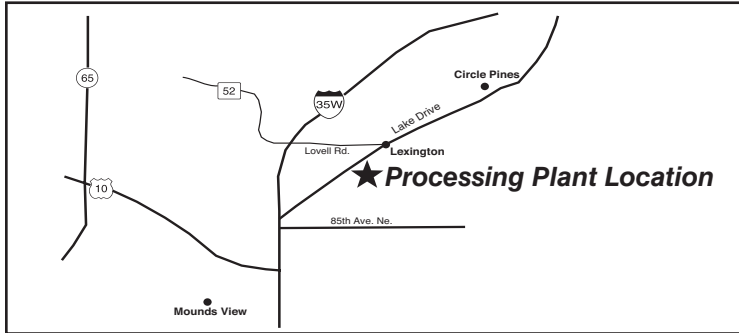 65
52
35W
Circle Pines
Lake Drive
Lovell Rd.
Lexington
Processing Plant Location
10
85th Ave. Ne.
Mounds View